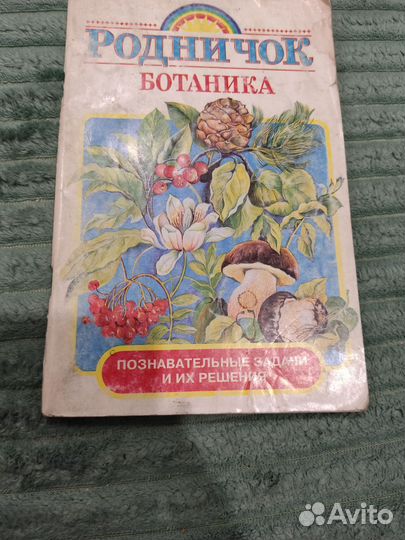 РОДНИЧОК
БОТАНИКА
ПОЗНАВАТЕЛЬНЫЕ ЗАДАЧИ
И ИХ РЕШЕНИЯ
Avito